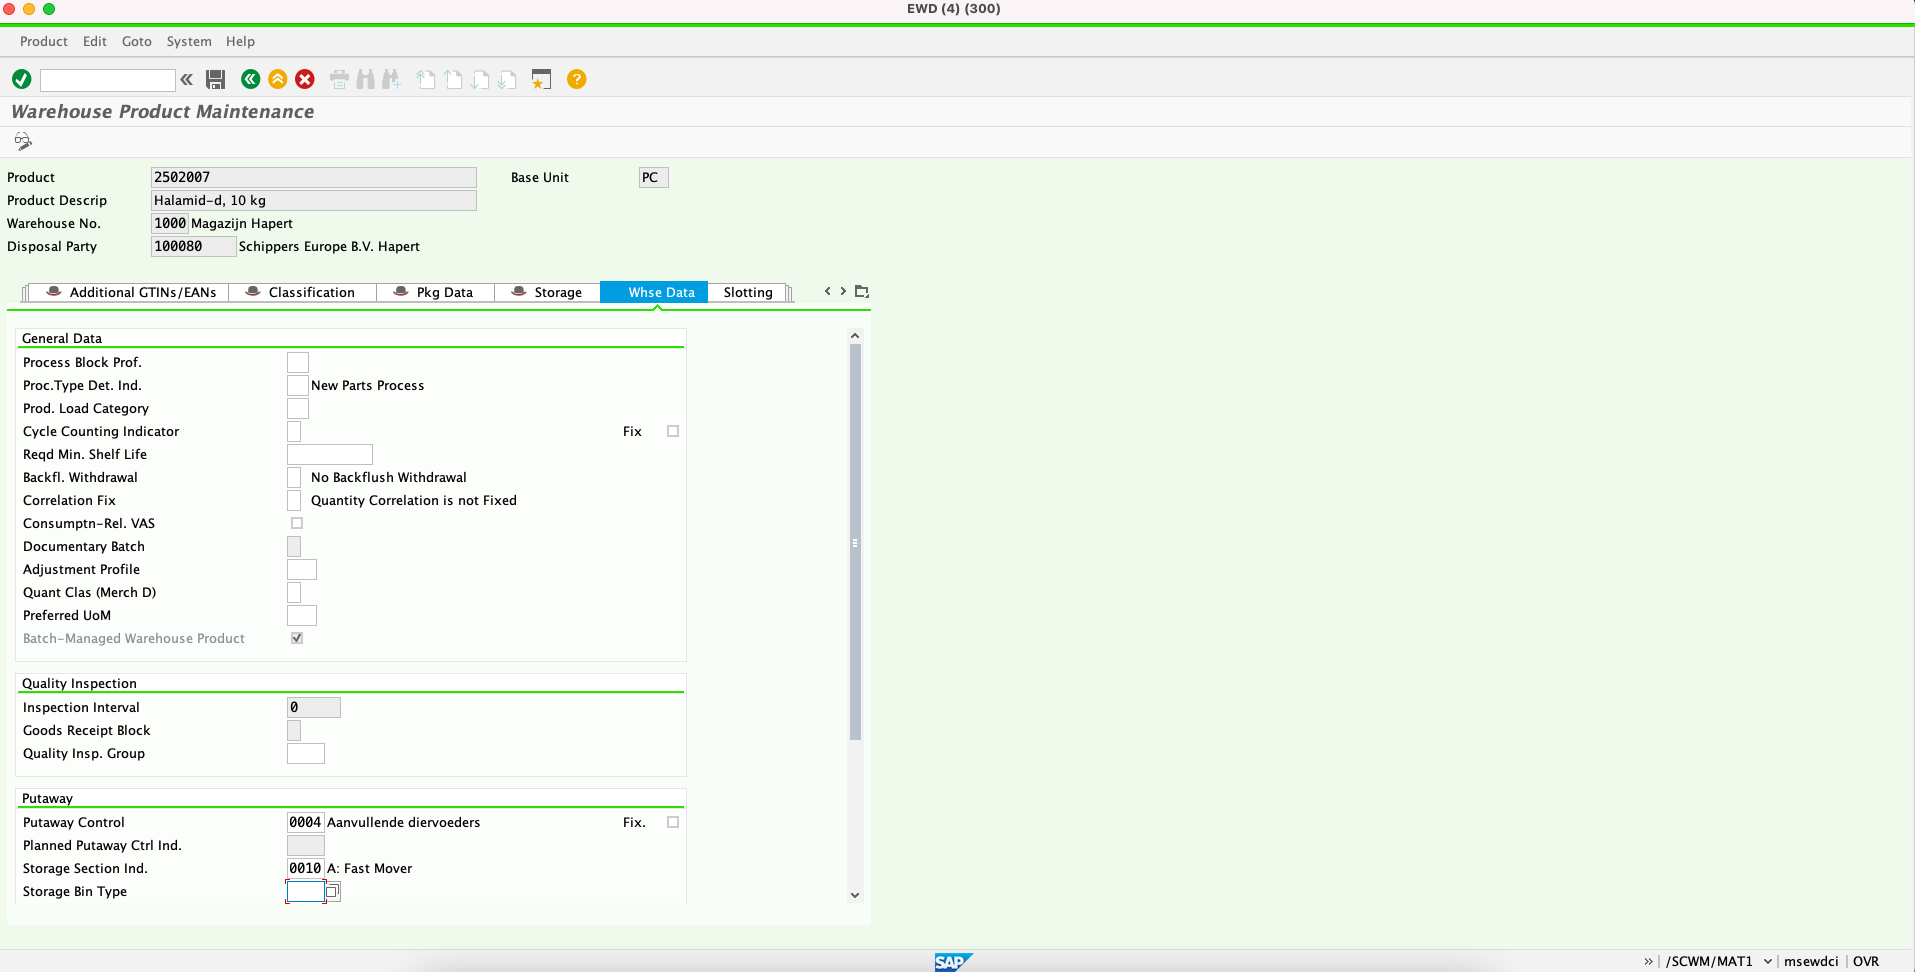 EWD (4) (300)
Product Edit Goto System Help
Warehouse Product Maintenance
Product 2502007 Base Unit PC
Product Descrip Halamid-d, 10 kg
Warehouse No. 1000 Magazijn Hapert
Disposal Party 100080 Schippers Europe B.V. Hapert
Additional GTINs/EANs Classification Pkg Data Storage Whse Data Slotting
General Data
Process Block Prof.
Proc.Type Det. Ind. New Parts Process
Prod. Load Category
Cycle Counting Indicator Fix
Reqd Min. Shelf Life
Backfl. Withdrawal No Backflush Withdrawal
Correlation Fix Quantity Correlation is not Fixed
Consumptn-Rel. VAS
Documentary Batch
Adjustment Profile
Quant Clas (Merch D)
Preferred UoM
Batch-Managed Warehouse Product
Quality Inspection
Inspection Interval 0
Goods Receipt Block
Quality Insp. Group
Putaway
Putaway Control 0004 Aanvullende diervoeders Fix.
Planned Putaway Ctrl Ind.
Storage Section Ind. 0010 A: Fast Mover
Storage Bin Type
SAP » /SCWM/MAT1 msewdci OVR